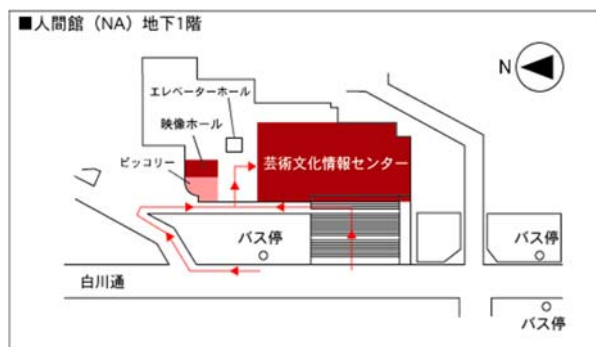 ■人間館（NA）地下1階
N
エレベーターホール
映像ホール
ピッコリー
芸術文化情報センター
バス停
バス停
白川通
バス停